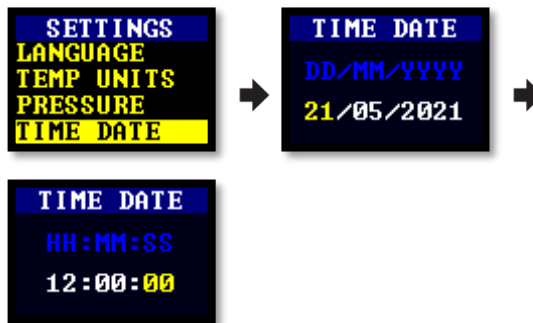 SETTINGS
LANGUAGE
TEMP UNITS
PRESSURE
TIME DATE
TIME DATE
DD/MM/YYYY
21/05/2021
TIME DATE
HH:MM:SS
12:00:00